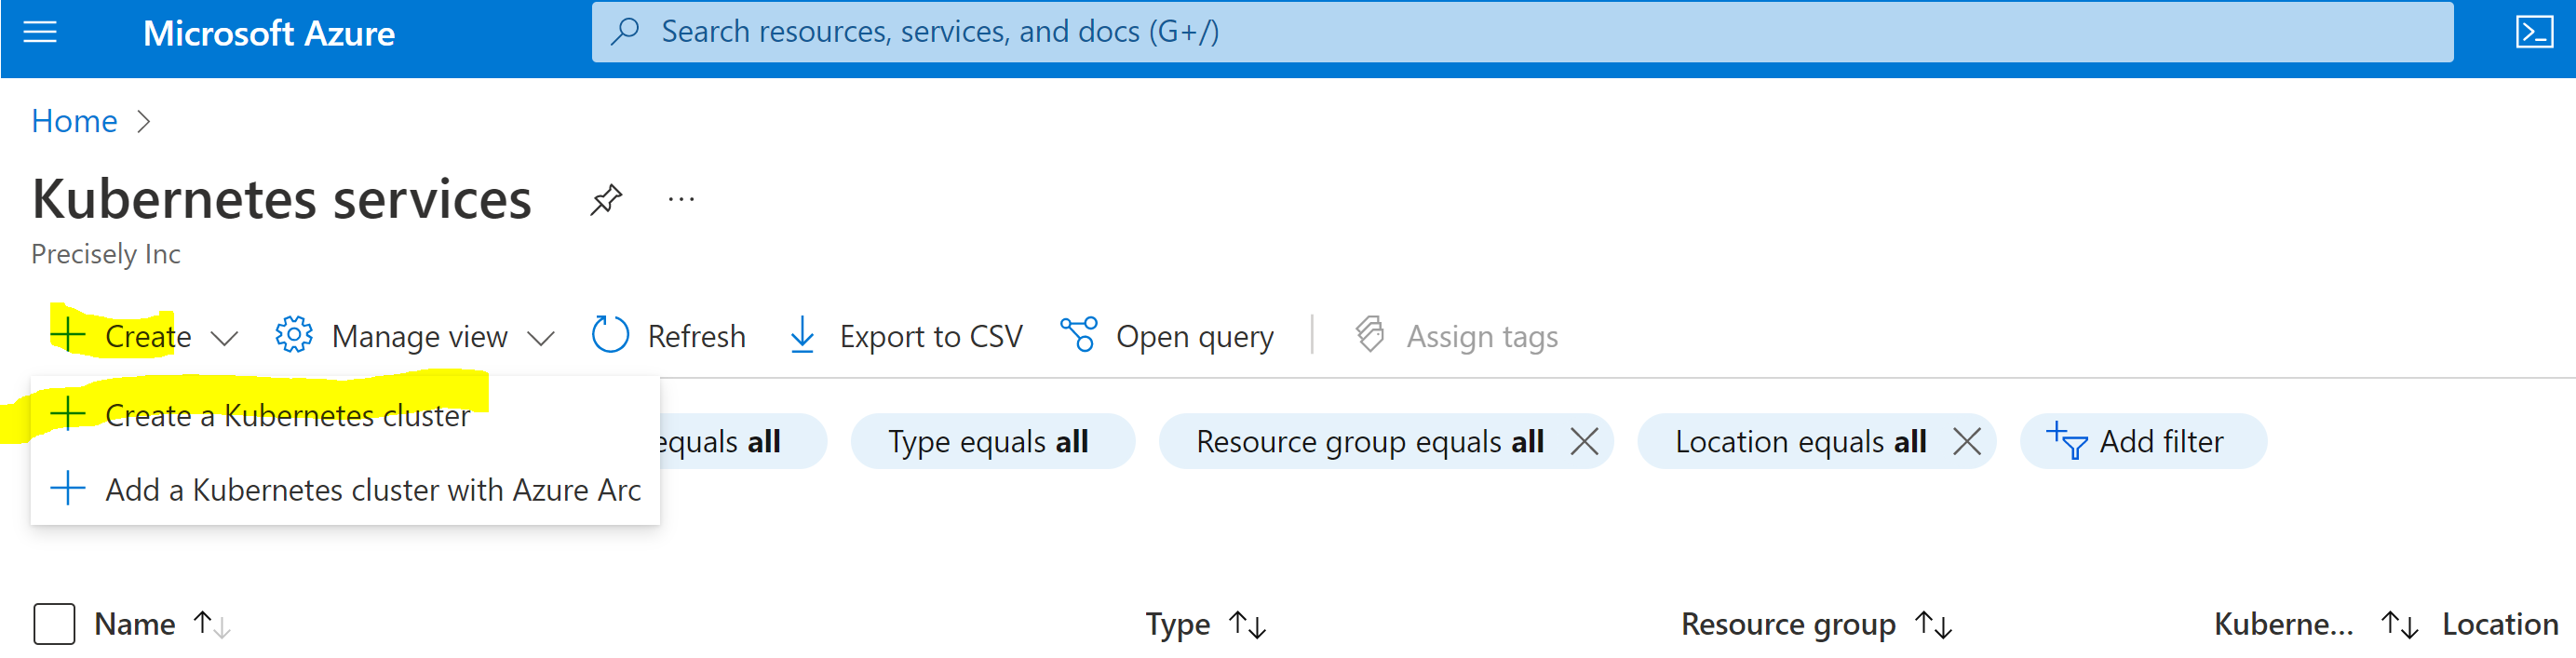 Microsoft Azure
Search resources, services, and docs (G+/)
Home
Kubernetes services
...
Precisely Inc
Create
Manage view
Refresh
Export to CSV
Open query
Assign tags
Create a Kubernetes cluster
Add a Kubernetes cluster with Azure Arc
equals all
Type equals all
Resource group equals all
Location equals all
Add filter
Name
Type
Resource group
Kuberne...
Location